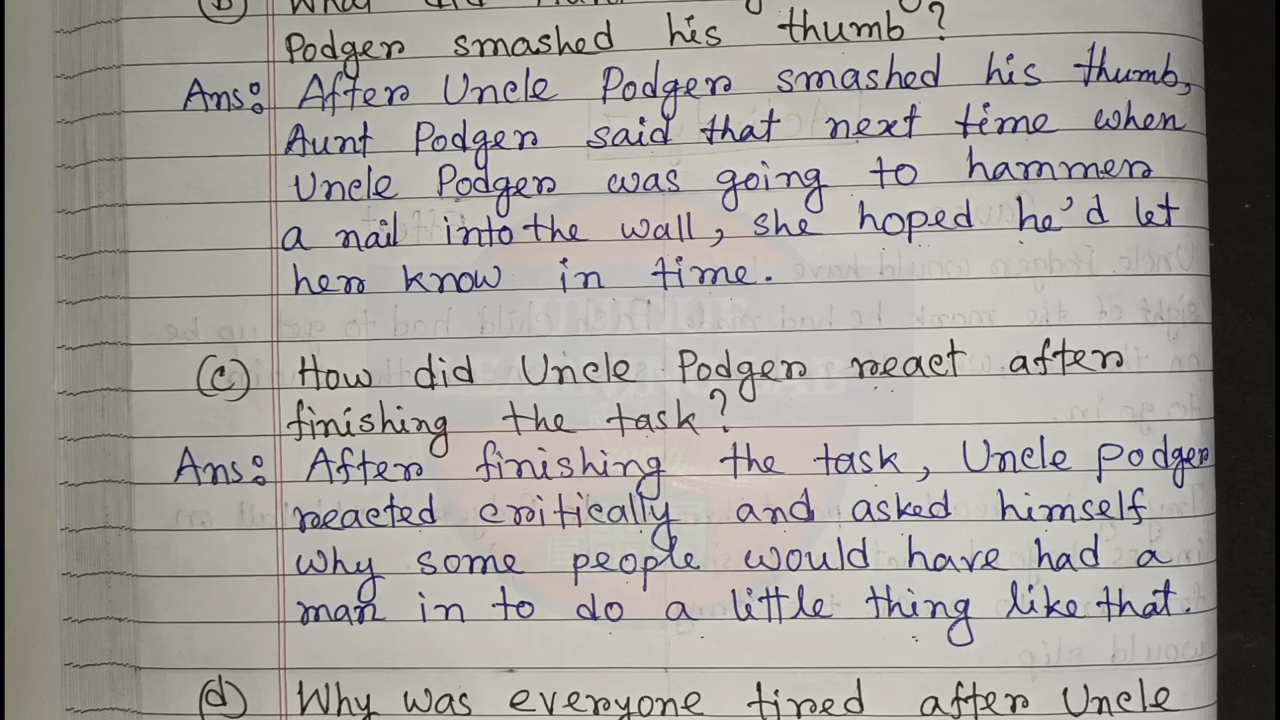 (b) What did
Podger smashed his thumb?
Ans: After Uncle Podger smashed his thumb,
Aunt Podger said that next time when
Uncle Podger was going to hammer
a nail into the wall, she hoped he'd let
her know in time.
(c) How did Uncle Podger react after
finishing the task?
Ans: After finishing the task, Uncle Podger
reacted critically and asked himself
why some people would have had a
man in to do a little thing like that.
(d) Why was everyone tired after Uncle